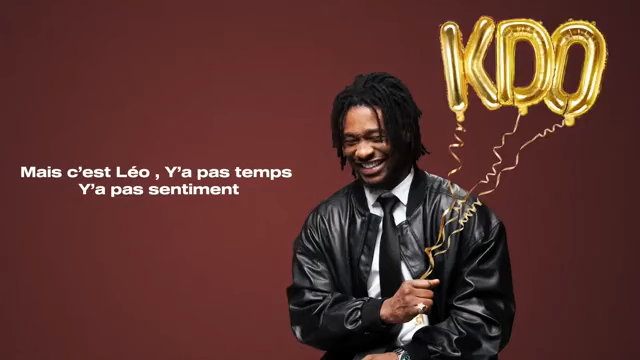 KDO
Mais c’est Léo , Y’a pas temps
Y’a pas sentiment